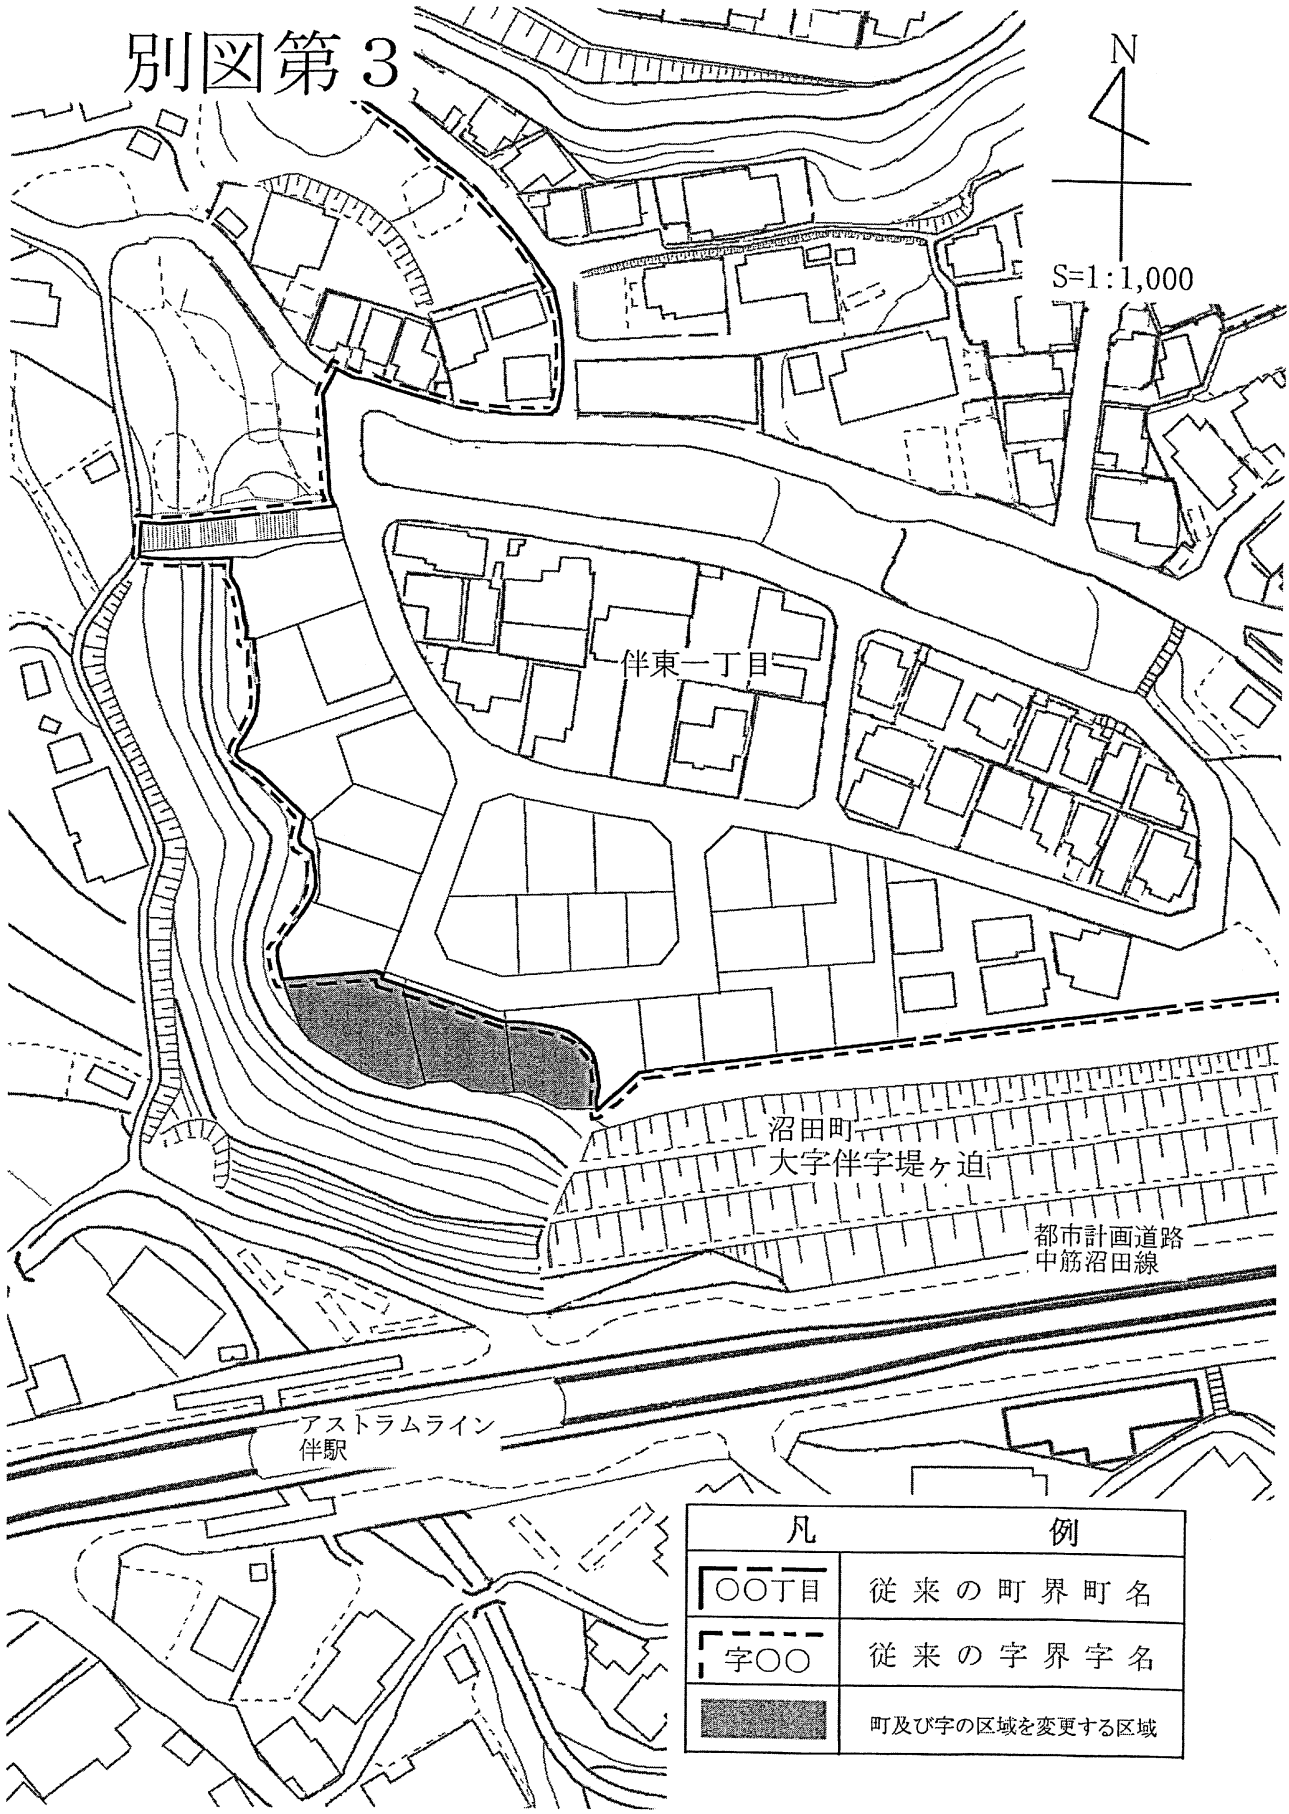 別図第3
N
S=1:1,000
伴東一丁目
沼田町
大字伴字堤ヶ迫
都市計画道路
中筋沼田線
アストラムライン
伴駅
凡 例
○○丁目 従来の町界町名
字○○ 従来の字界字名
町及び字の区域を変更する区域